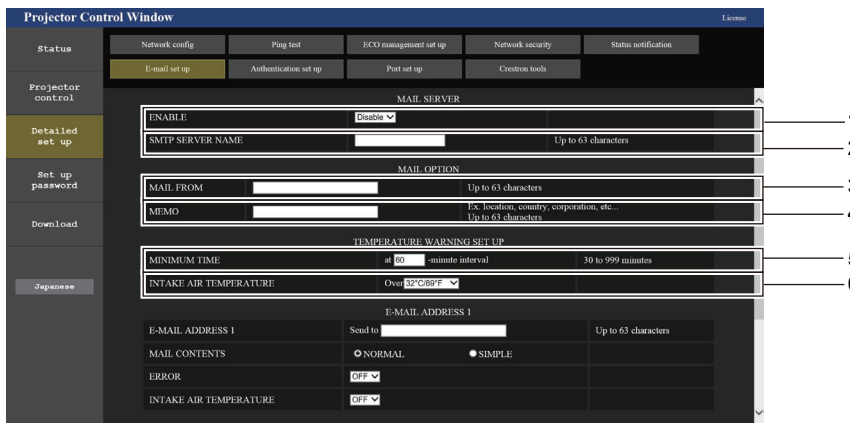 Projector Control Window
License
Status
Projector control
Detailed set up
Set up password
Download
Japanese
Network config
Ping test
ECO management set up
Network security
Status notification
E-mail set up
Authentication set up
Port set up
Crestron tools
MAIL SERVER
ENABLE Disable
SMTP SERVER NAME Up to 63 characters
MAIL OPTION
MAIL FROM Up to 63 characters
MEMO Ex. location, country, corporation, etc...
Up to 63 characters
TEMPERATURE WARNING SET UP
MINIMUM TIME at 60 -minute interval 30 to 999 minutes
INTAKE AIR TEMPERATURE Over 32°C/89°F
E-MAIL ADDRESS 1
E-MAIL ADDRESS 1 Send to Up to 63 characters
MAIL CONTENTS NORMAL SIMPLE
ERROR OFF
INTAKE AIR TEMPERATURE OFF